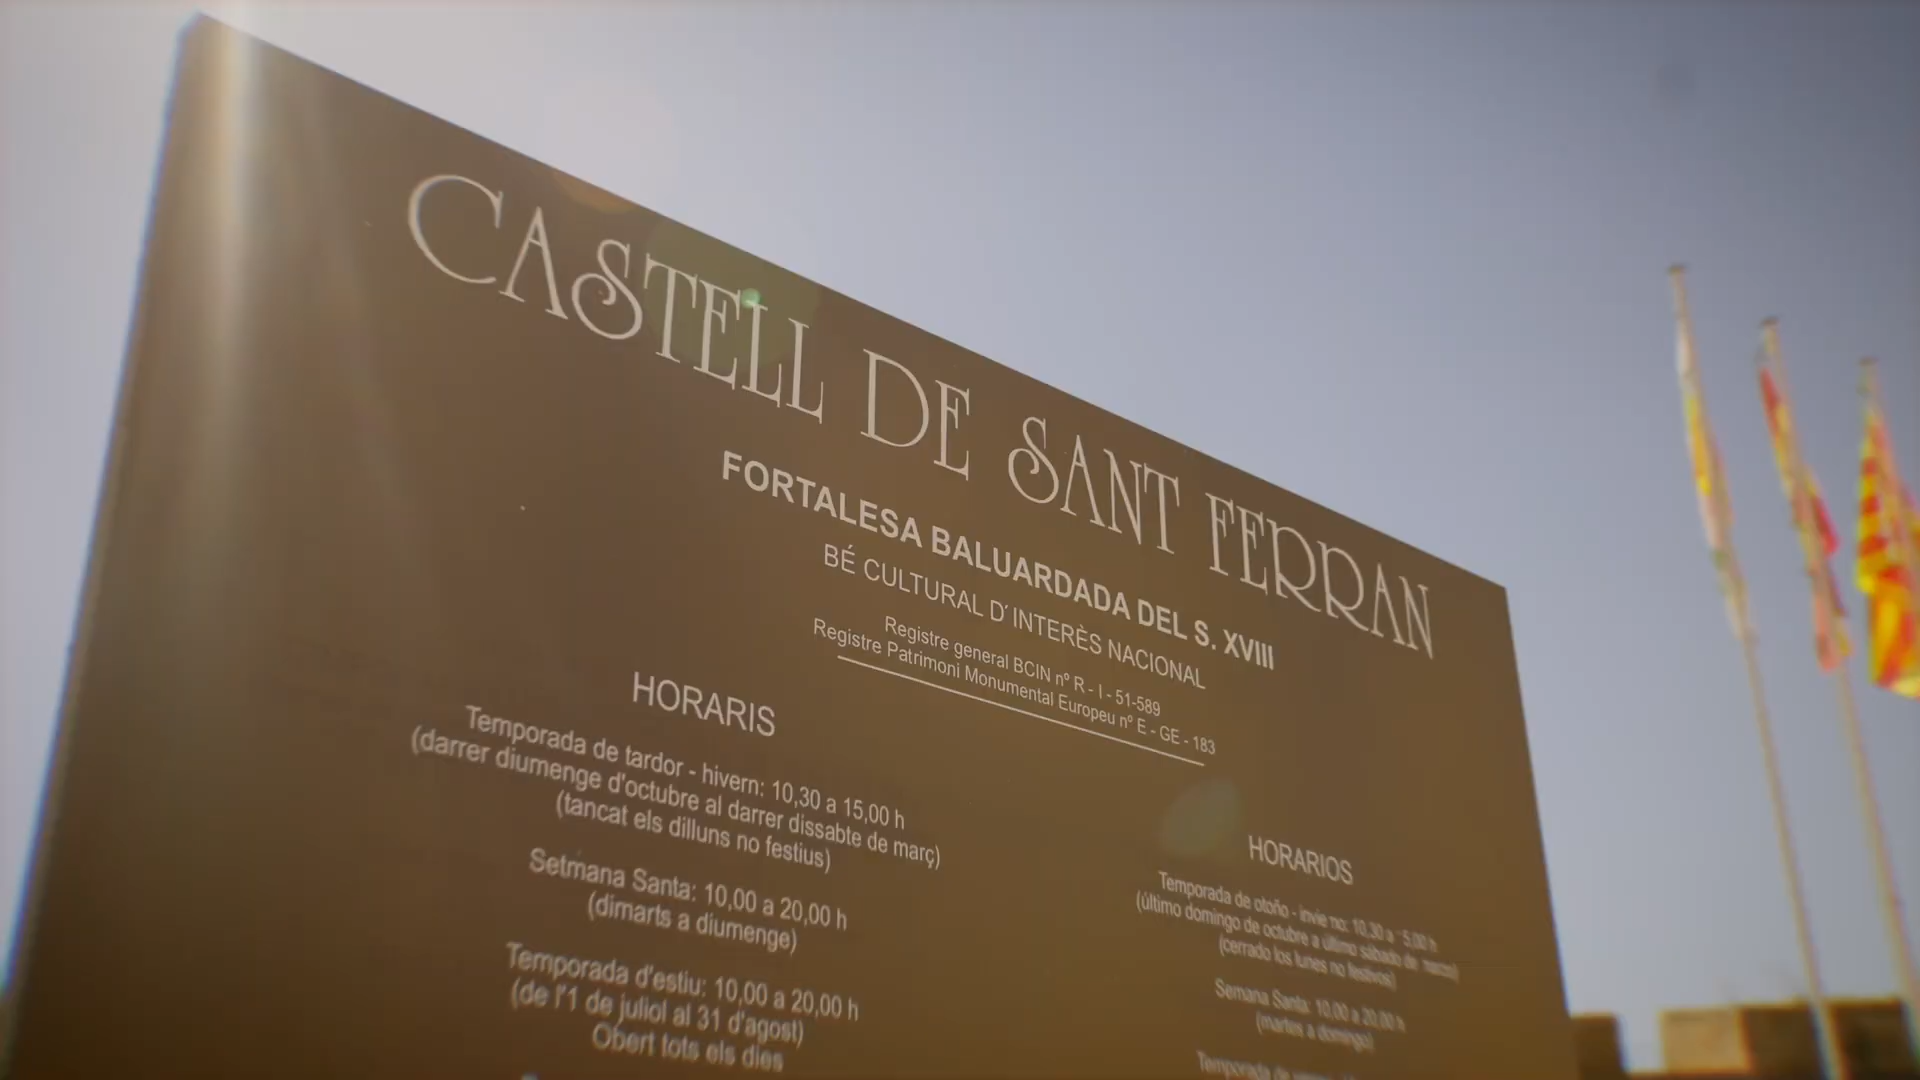 CASTELL DE SANT FERRAN
FORTALESA BALUARDADA DEL S. XVIII
BÉ CULTURAL D´INTERÈS NACIONAL
Registre general BCIN nº R - I - 51-589
Registre Patrimoni Monumental Europeu nº E - GE - 183
HORARIS
Temporada de tardor - hivern: 10,30 a 15,00 h
(darrer diumenge d'octubre al darrer dissabte de març)
(tancat els dilluns no festius)
Setmana Santa: 10,00 a 20,00 h
(dimarts a diumenge)
Temporada d'estiu: 10,00 a 20,00 h
(de l'1 de juliol al 31 d'agost)
Obert tots els dies
HORARIOS
Temporada de otoño - invierno: 10,30 a 15,00 h
(último domingo de octubre a último sábado de marzo)
(cerrado los lunes no festivos)
Semana Santa: 10,00 a 20,00 h
(martes a domingo)
Temporada de